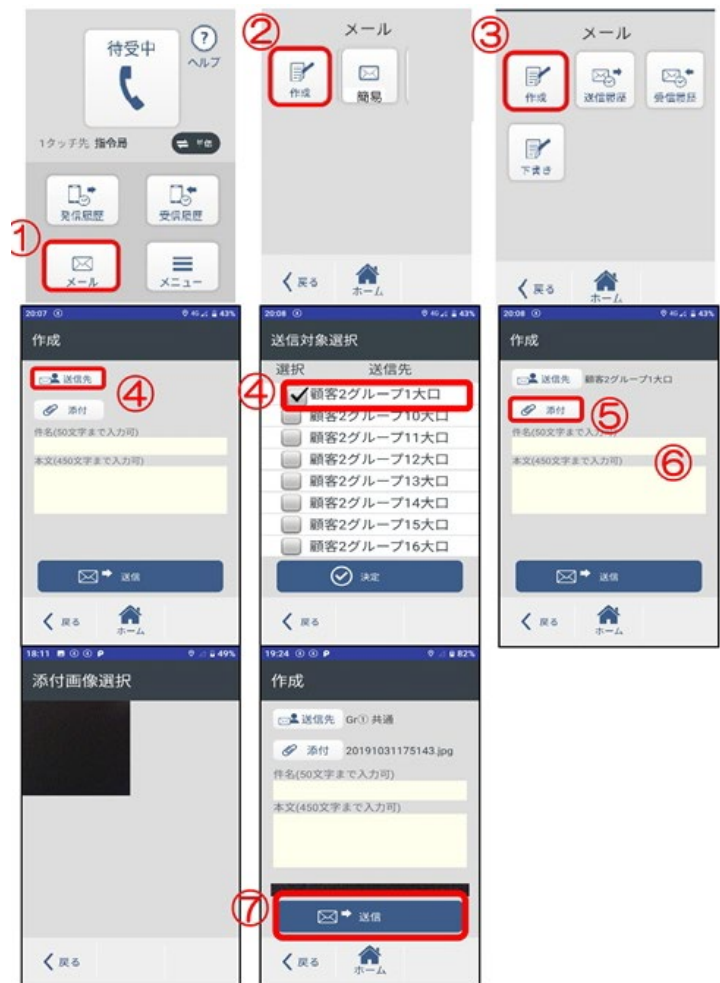 待受中
ヘルプ
1タッチ先 指令局
発信履歴
受信履歴
①
メール
メニュー
②
メール
作成
簡易
戻る
ホーム
③
メール
作成
送信履歴
受信履歴
下書き
戻る
ホーム
20:07
43%
作成
送信先
④
添付
件名(50文字まで入力可)
本文(450文字まで入力可)
送信
戻る
ホーム
20:08
43%
送信対象選択
選択 送信先
④
顧客2グループ1大口
顧客2グループ10大口
顧客2グループ11大口
顧客2グループ12大口
顧客2グループ13大口
顧客2グループ14大口
顧客2グループ15大口
顧客2グループ16大口
決定
戻る
20:08
43%
作成
送信先 顧客2グループ1大口
添付
⑤
件名(50文字まで入力可)
本文(450文字まで入力可)
⑥
送信
戻る
ホーム
18:11 P 49%
添付画像選択
戻る
19:24 P 82%
作成
送信先 Gr① 共通
添付 20191031175143.jpg
件名(50文字まで入力可)
本文(450文字まで入力可)
⑦
送信
戻る
ホーム